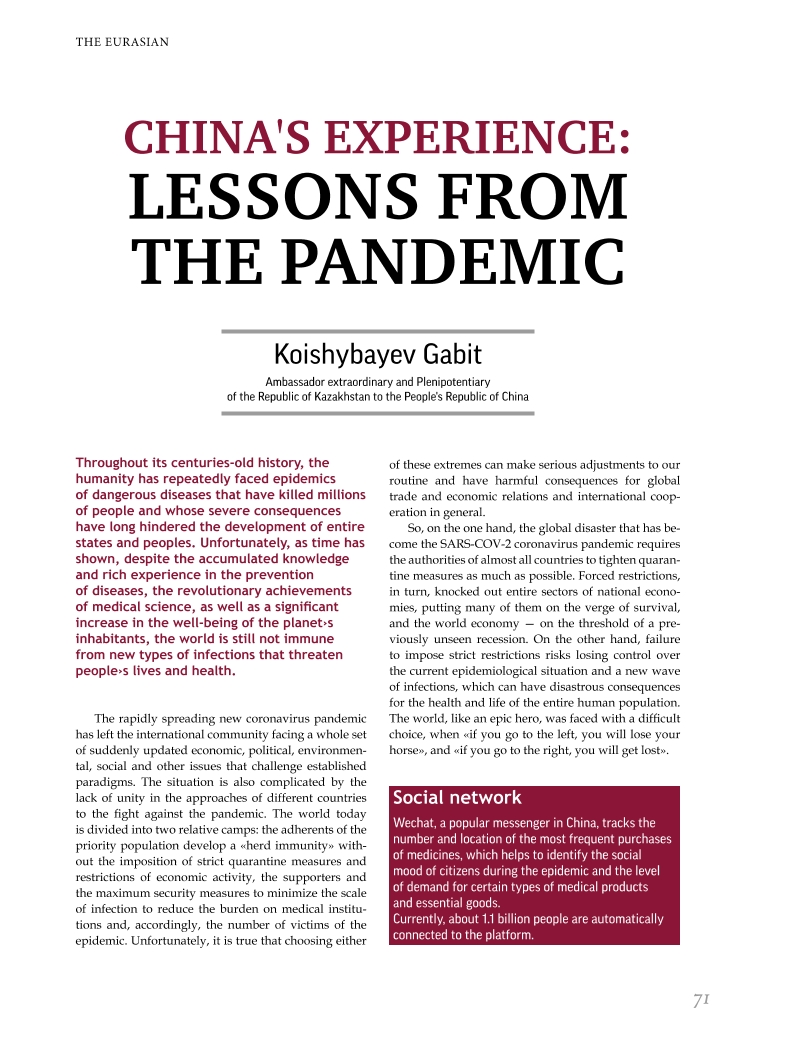 THE EURASIAN
CHINA'S EXPERIENCE:
LESSONS FROM
THE PANDEMIC
Koishybayev Gabit
Ambassador extraordinary and Plenipotentiary
of the Republic of Kazakhstan to the People's Republic of China
Throughout its centuries-old history, the
humanity has repeatedly faced epidemics
of dangerous diseases that have killed millions
of people and whose severe consequences
have long hindered the development of entire
states and peoples. Unfortunately, as time has
shown, despite the accumulated knowledge
and rich experience in the prevention
of diseases, the revolutionary achievements
of medical science, as well as a significant
increase in the well-being of the planet›s
inhabitants, the world is still not immune
from new types of infections that threaten
people›s lives and health.
The rapidly spreading new coronavirus pandemic
has left the international community facing a whole set
of suddenly updated economic, political, environmen-
tal, social and other issues that challenge established
paradigms. The situation is also complicated by the
lack of unity in the approaches of different countries
to the fight against the pandemic. The world today
is divided into two relative camps: the adherents of the
priority population develop a «herd immunity» with-
out the imposition of strict quarantine measures and
restrictions of economic activity, the supporters and
the maximum security measures to minimize the scale
of infection to reduce the burden on medical institu-
tions and, accordingly, the number of victims of the
epidemic. Unfortunately, it is true that choosing either
of these extremes can make serious adjustments to our
routine and have harmful consequences for global
trade and economic relations and international coop-
eration in general.
So, on the one hand, the global disaster that has be-
come the SARS-COV-2 coronavirus pandemic requires
the authorities of almost all countries to tighten quaran-
tine measures as much as possible. Forced restrictions,
in turn, knocked out entire sectors of national econo-
mies, putting many of them on the verge of survival,
and the world economy — on the threshold of a pre-
viously unseen recession. On the other hand, failure
to impose strict restrictions risks losing control over
the current epidemiological situation and a new wave
of infections, which can have disastrous consequences
for the health and life of the entire human population.
The world, like an epic hero, was faced with a difficult
choice, when «if you go to the left, you will lose your
horse», and «if you go to the right, you will get lost».
Social network
Wechat, a popular messenger in China, tracks the
number and location of the most frequent purchases
of medicines, which helps to identify the social
mood of citizens during the epidemic and the level
of demand for certain types of medical products
and essential goods.
Currently, about 1.1 billion people are automatically
connected to the platform.
71